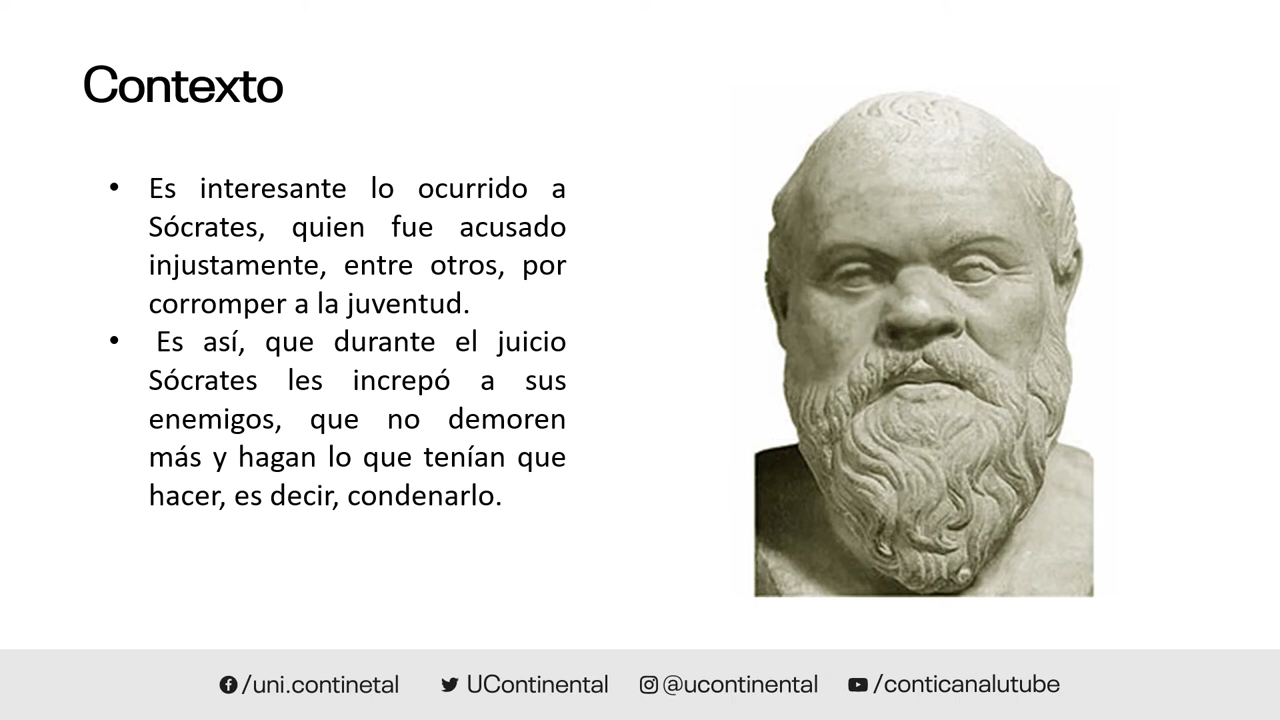 Contexto
• Es interesante lo ocurrido a
Sócrates, quien fue acusado
injustamente, entre otros, por
corromper a la juventud.
• Es así, que durante el juicio
Sócrates les increpó a sus
enemigos, que no demoren
más y hagan lo que tenían que
hacer, es decir, condenarlo.
/uni.continetal UContinental @ucontinental /conticanalutube